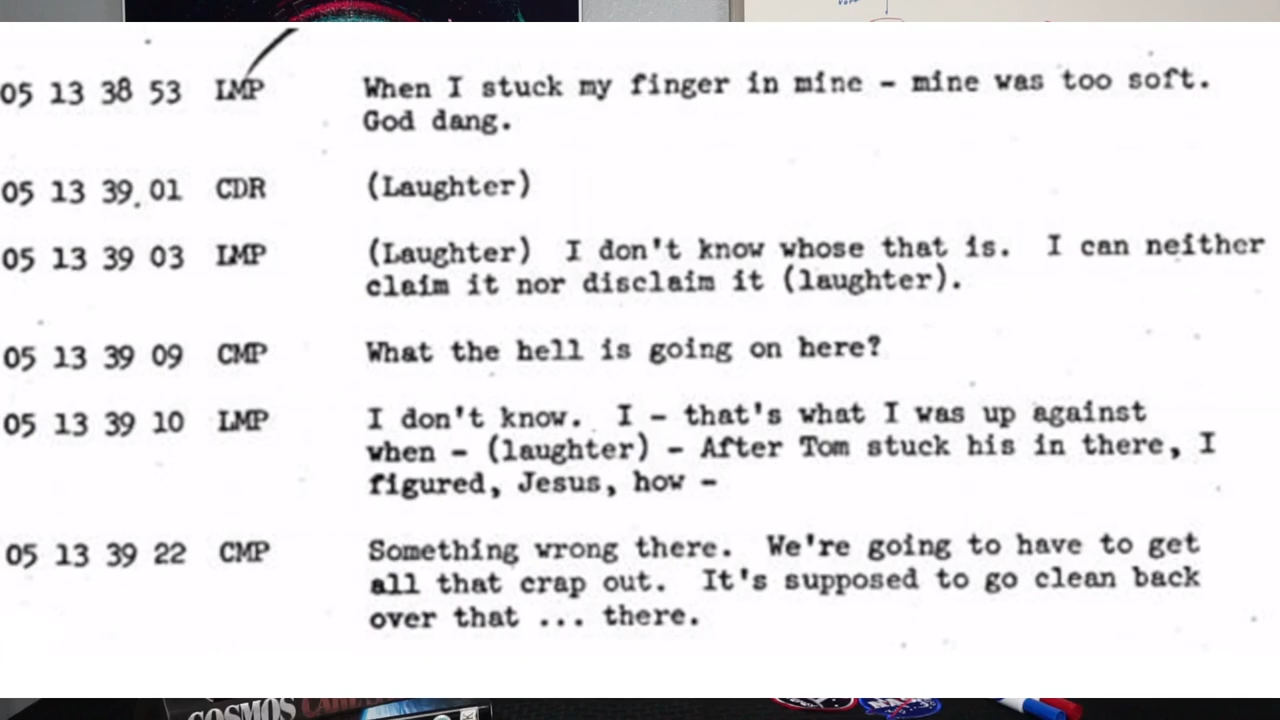 05 13 38 53 LMP When I stuck my finger in mine - mine was too soft.
God dang.
05 13 39 01 CDR (Laughter)
05 13 39 03 LMP (Laughter) I don't know whose that is. I can neither
claim it nor disclaim it (laughter).
05 13 39 09 CMP What the hell is going on here?
05 13 39 10 LMP I don't know. I - that's what I was up against
when - (laughter) - After Tom stuck his in there, I
figured, Jesus, how -
05 13 39 22 CMP Something wrong there. We're going to have to get
all that crap out. It's supposed to go clean back
over that ... there.
COSMOS